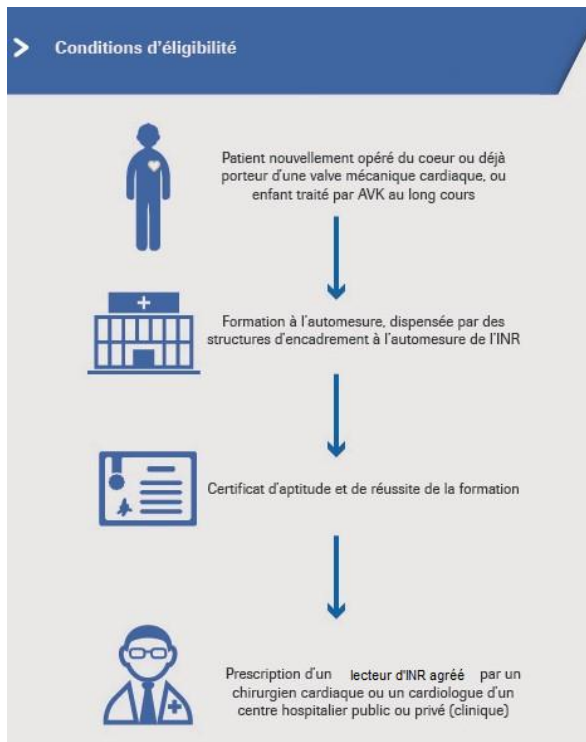 Conditions d'éligibilité
Patient nouvellement opéré du coeur ou déjà
porteur d'une valve mécanique cardiaque, ou
enfant traité par AVK au long cours
Formation à l'automesure, dispensée par des
structures d'encadrement à l'automesure de l'INR
Certificat d'aptitude et de réussite de la formation
Prescription d'un lecteur d'INR agréé par un
chirurgien cardiaque ou un cardiologue d'un
centre hospitalier public ou privé (clinique)